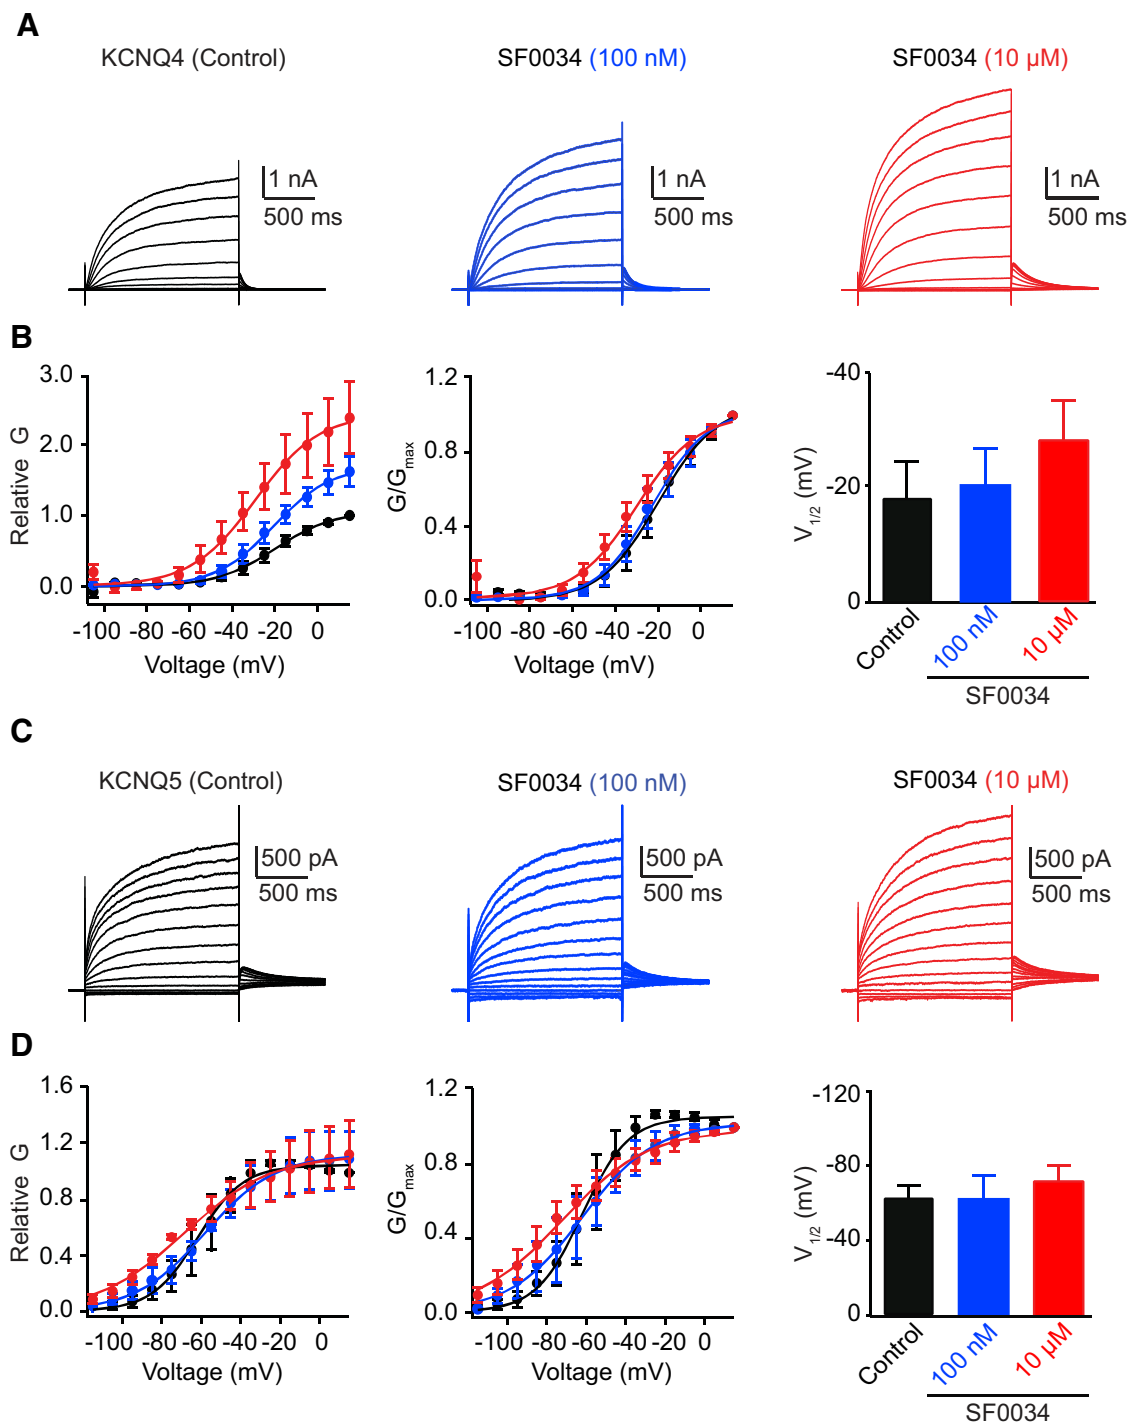 A
KCNQ4 (Control)
SF0034 (100 nM)
SF0034 (10 µM)
1 nA
500 ms
1 nA
500 ms
1 nA
500 ms
B
3.0
2.0
1.0
0.0
Relative G
-100 -80 -60 -40 -20 0
Voltage (mV)
1.2
0.8
0.4
0.0
G/Gmax
-100 -80 -60 -40 -20 0
Voltage (mV)
-40
-20
0
V1/2 (mV)
Control
100 nM
10 µM
SF0034
C
KCNQ5 (Control)
SF0034 (100 nM)
SF0034 (10 µM)
500 pA
500 ms
500 pA
500 ms
500 pA
500 ms
D
1.6
1.2
0.8
0.4
0.0
Relative G
-100 -80 -60 -40 -20 0
Voltage (mV)
1.2
0.8
0.4
0.0
G/Gmax
-100 -80 -60 -40 -20 0
Voltage (mV)
-120
-80
-40
0
V1/2 (mV)
Control
100 nM
10 µM
SF0034